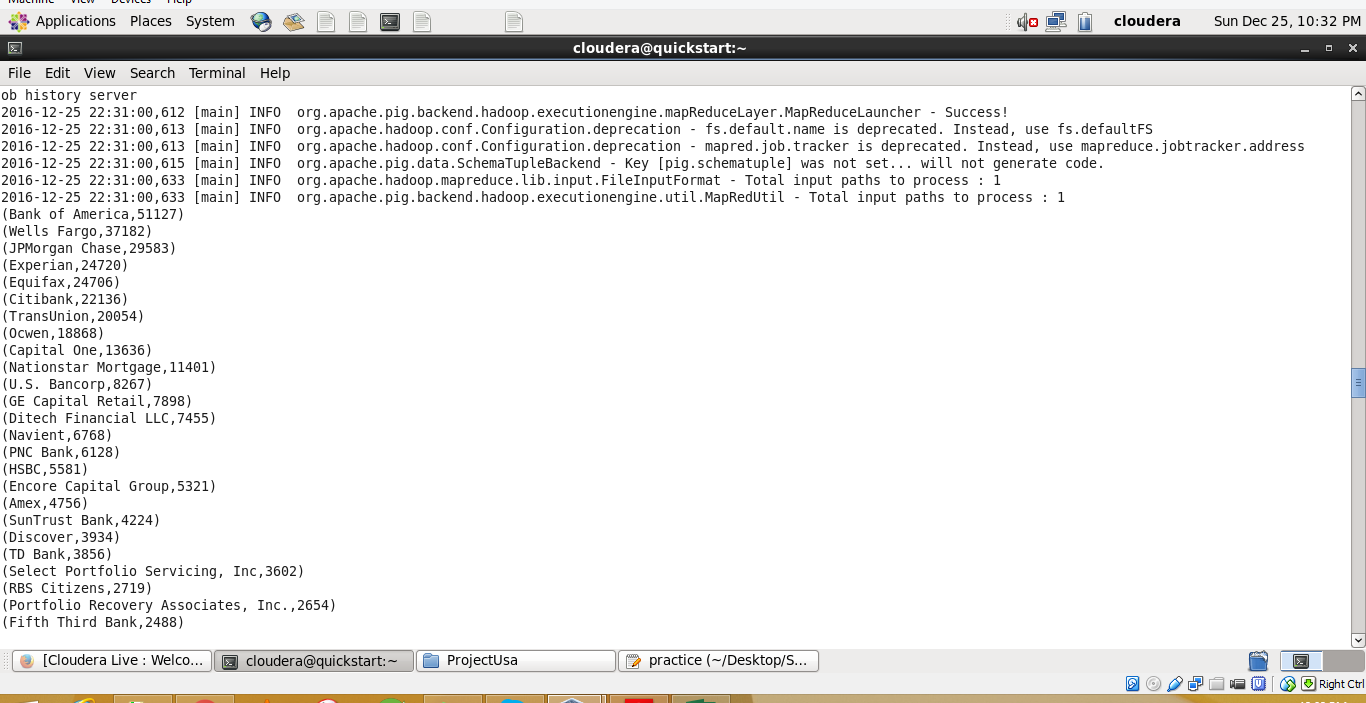 Machine View Devices Help
Applications Places System cloudera Sun Dec 25, 10:32 PM
cloudera@quickstart:~
File Edit View Search Terminal Help
ob history server
2016-12-25 22:31:00,612 [main] INFO  org.apache.pig.backend.hadoop.executionengine.mapReduceLayer.MapReduceLauncher - Success!
2016-12-25 22:31:00,613 [main] INFO  org.apache.hadoop.conf.Configuration.deprecation - fs.default.name is deprecated. Instead, use fs.defaultFS
2016-12-25 22:31:00,613 [main] INFO  org.apache.hadoop.conf.Configuration.deprecation - mapred.job.tracker is deprecated. Instead, use mapreduce.jobtracker.address
2016-12-25 22:31:00,615 [main] INFO  org.apache.pig.data.SchemaTupleBackend - Key [pig.schematuple] was not set... will not generate code.
2016-12-25 22:31:00,633 [main] INFO  org.apache.hadoop.mapreduce.lib.input.FileInputFormat - Total input paths to process : 1
2016-12-25 22:31:00,633 [main] INFO  org.apache.pig.backend.hadoop.executionengine.util.MapRedUtil - Total input paths to process : 1
(Bank of America,51127)
(Wells Fargo,37182)
(JPMorgan Chase,29583)
(Experian,24720)
(Equifax,24706)
(Citibank,22136)
(TransUnion,20054)
(Ocwen,18868)
(Capital One,13636)
(Nationstar Mortgage,11401)
(U.S. Bancorp,8267)
(GE Capital Retail,7898)
(Ditech Financial LLC,7455)
(Navient,6768)
(PNC Bank,6128)
(HSBC,5581)
(Encore Capital Group,5321)
(Amex,4756)
(SunTrust Bank,4224)
(Discover,3934)
(TD Bank,3856)
(Select Portfolio Servicing, Inc,3602)
(RBS Citizens,2719)
(Portfolio Recovery Associates, Inc.,2654)
(Fifth Third Bank,2488)
[Cloudera Live : Welco... cloudera@quickstart:~ ProjectUsa practice (~/Desktop/S...
Right Ctrl